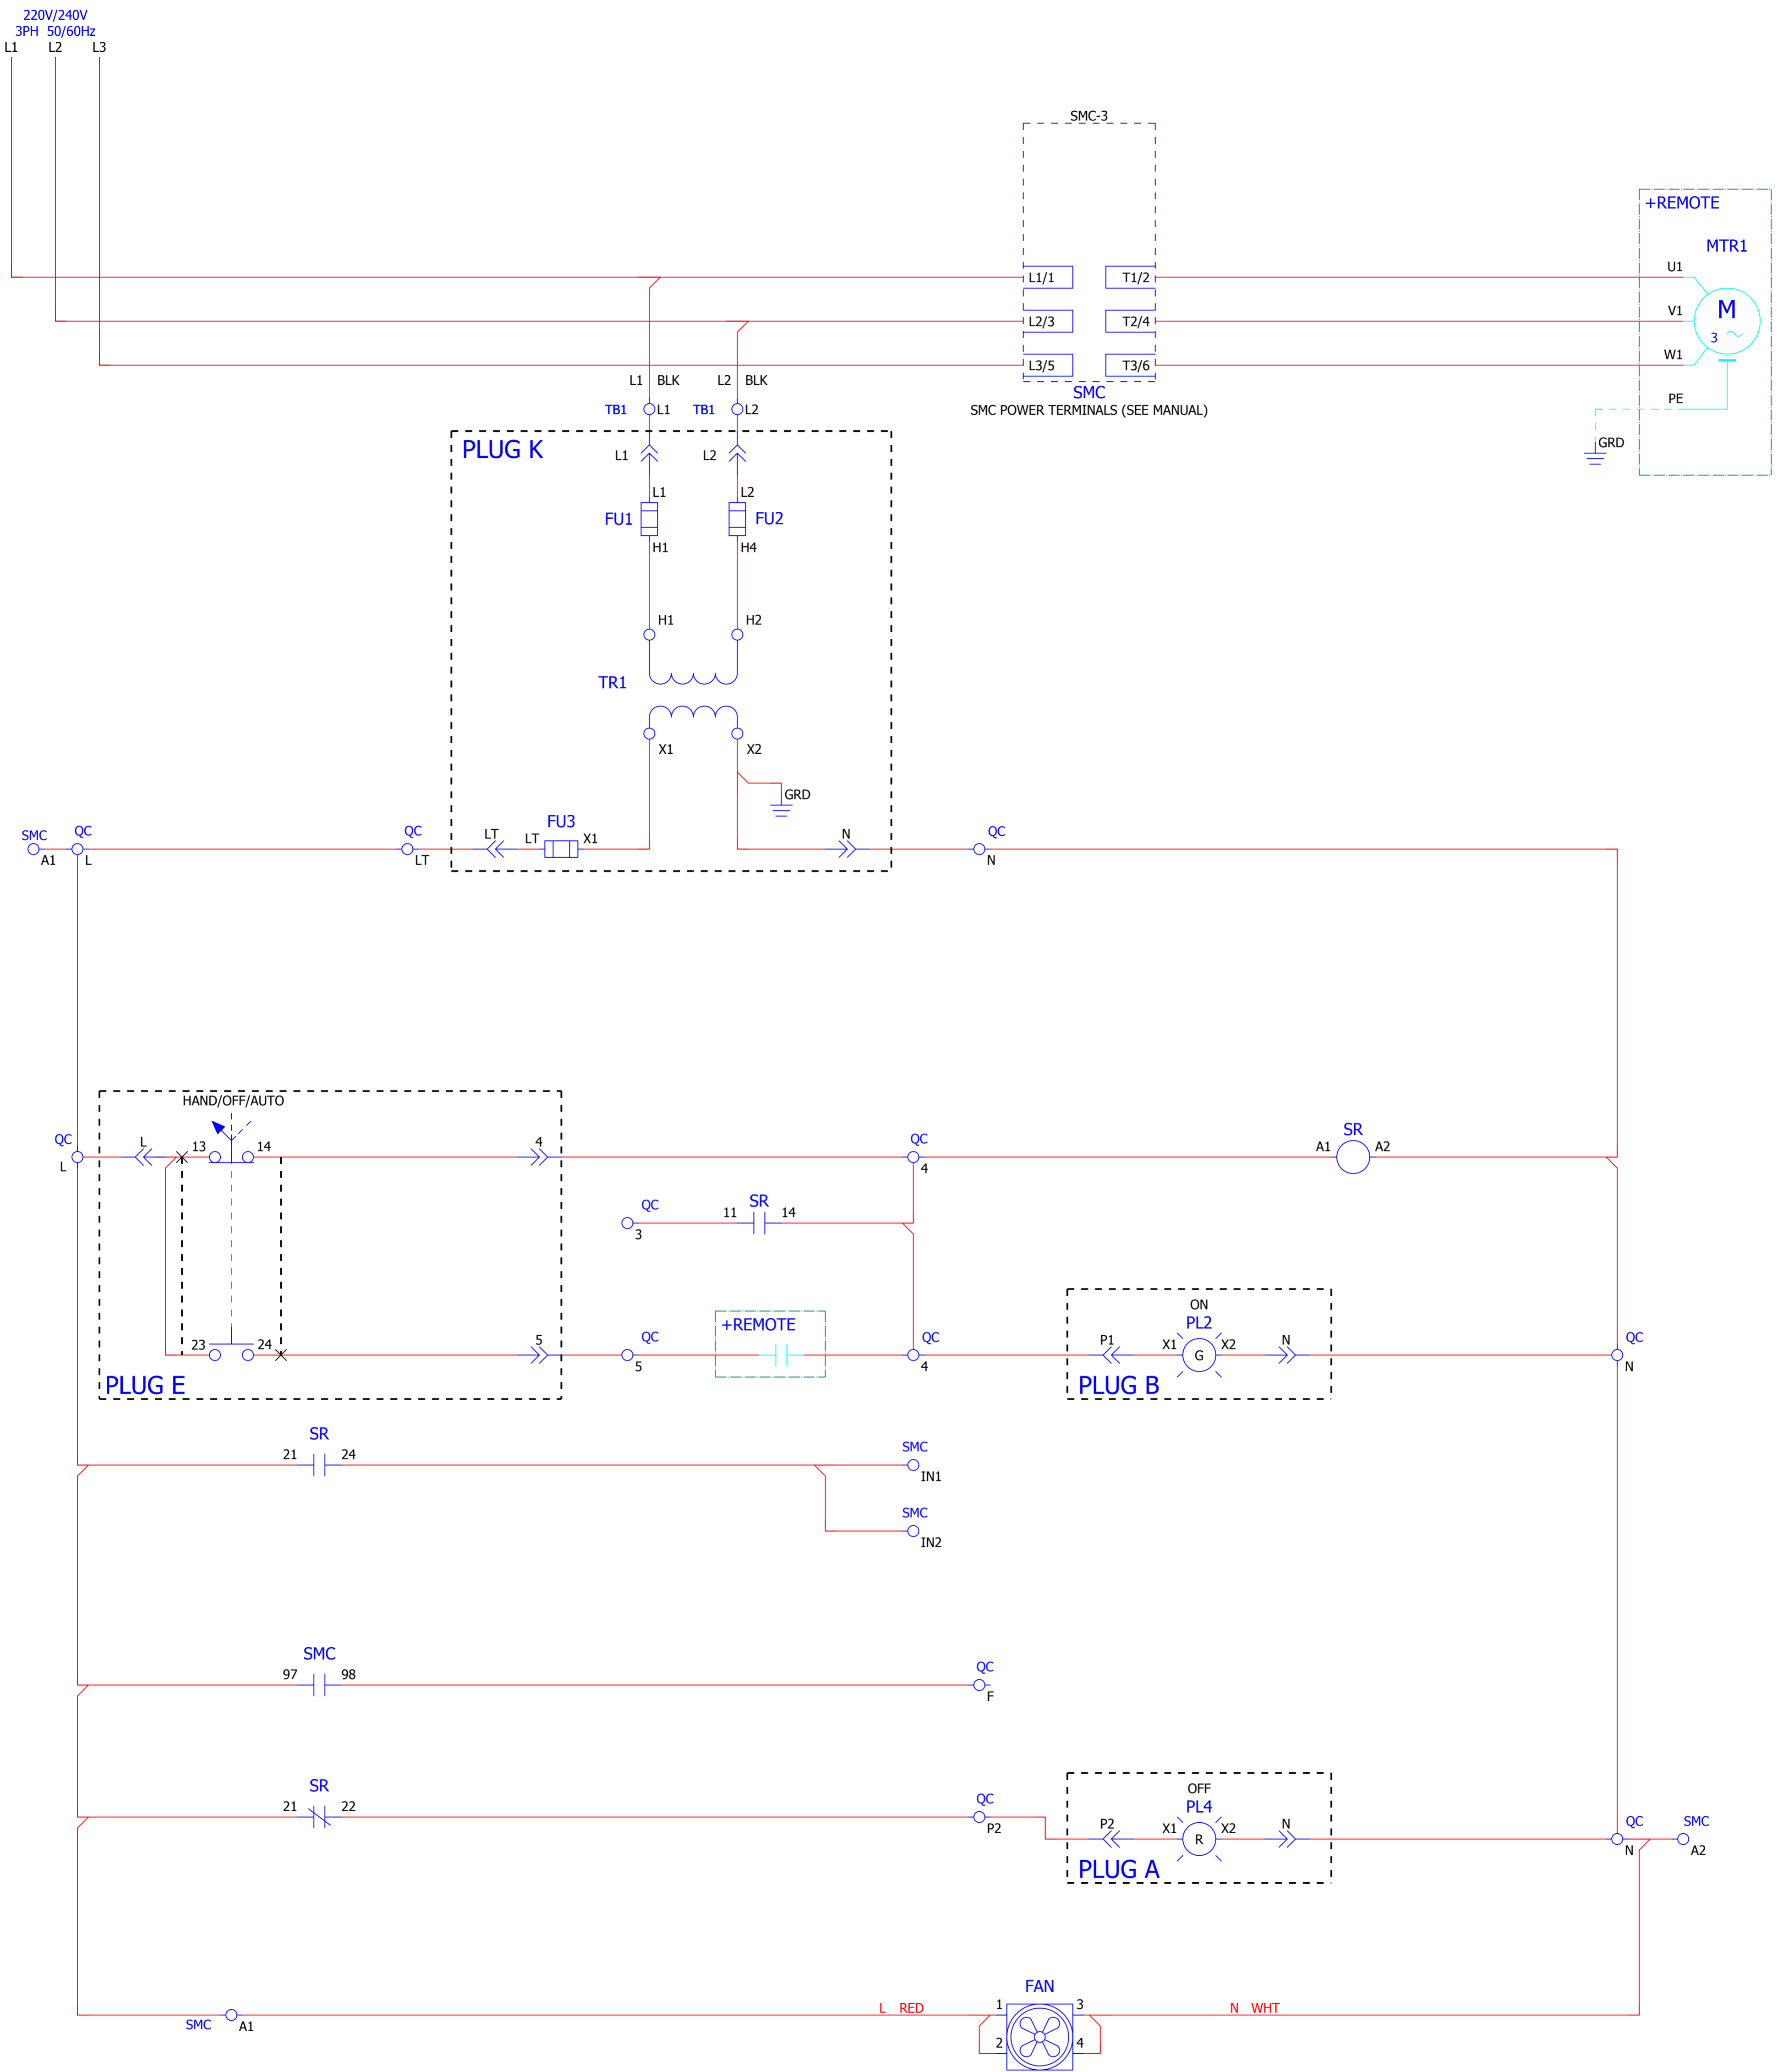 220V/240V
3PH 50/60Hz
L1 L2 L3
SMC-3
+REMOTE
MTR1
L1/1 T1/2 U1
M
3
L2/3 T2/4 V1
L3/5 T3/6 W1
SMC
SMC POWER TERMINALS (SEE MANUAL)
PE
GRD
L1 BLK L2 BLK
TB1 L1 TB1 L2
PLUG K
L1 L2
L1 L2
FU1 FU2
H1 H4
H1 H2
TR1
X1 X2
GRD
SMC QC QC LT LT FU3 X1 N QC
A1 L LT N
HAND/OFF/AUTO
QC L 13 14 4 QC SR
L 4 A1 A2
QC 11 SR 14
3
+REMOTE
ON
PL2
23 24 5 QC QC P1 X1 G X2 N QC
5 4 N
PLUG E PLUG B
SR
21 24 SMC
IN1
SMC
IN2
SMC
97 98 QC
F
SR
21 22 QC
P2
OFF
PL4
P2 X1 R X2 N QC SMC
N A2
PLUG A
FAN
SMC A1 L RED 1 3 N WHT
2 4